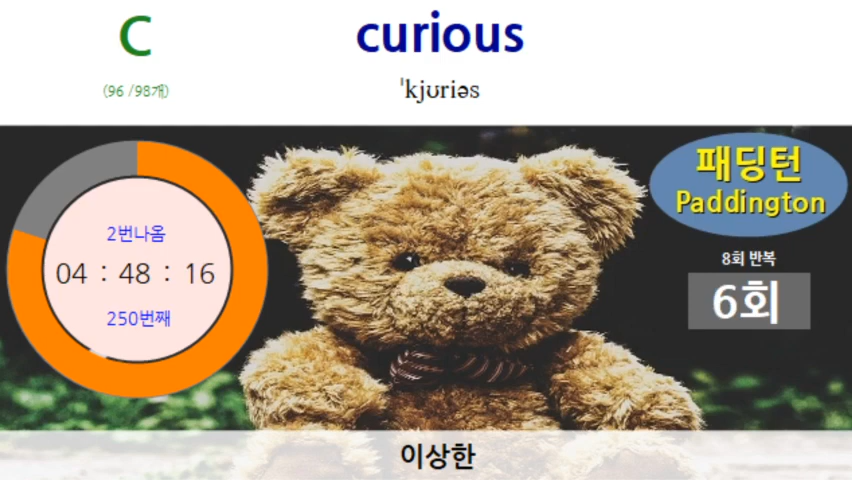 C
curious
(96 /98개)
ˈkjʊriəs
패딩턴
Paddington
2번나옴
04 : 48 : 16
250번째
8회 반복
6회
이상한